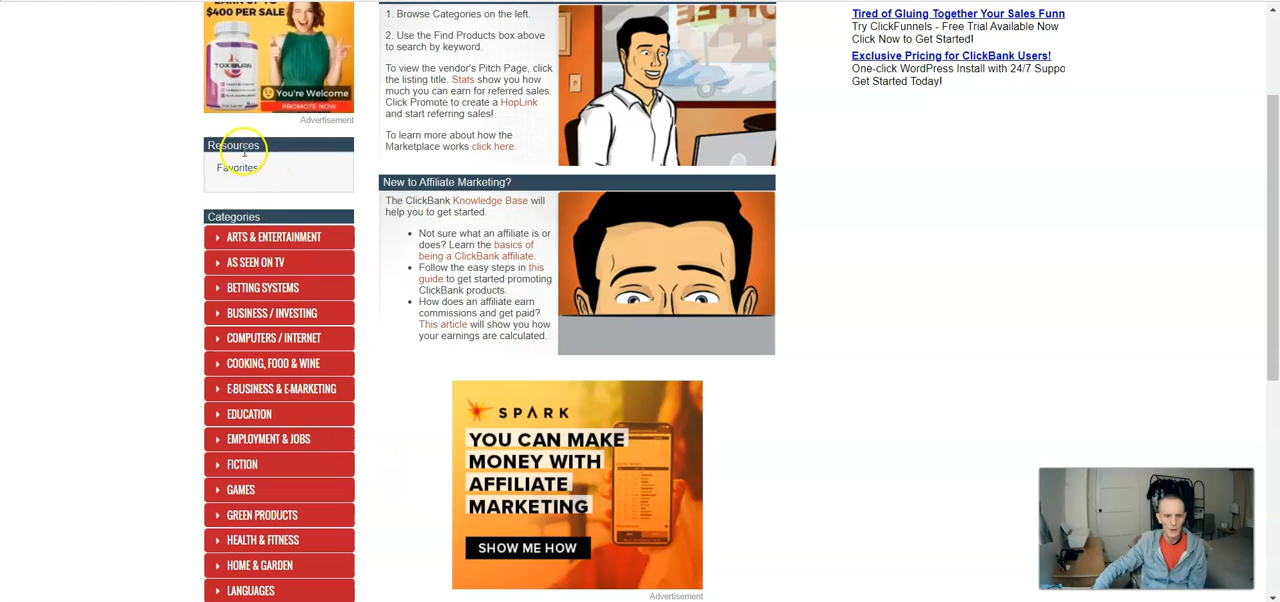 $400 PER SALE
TOXIBURN
You're Welcome
PROMOTE NOW
Advertisement
Resources
Favorites
Categories
ARTS & ENTERTAINMENT
AS SEEN ON TV
BETTING SYSTEMS
BUSINESS / INVESTING
COMPUTERS / INTERNET
COOKING, FOOD & WINE
E-BUSINESS & E-MARKETING
EDUCATION
EMPLOYMENT & JOBS
FICTION
GAMES
GREEN PRODUCTS
HEALTH & FITNESS
HOME & GARDEN
LANGUAGES
1. Browse Categories on the left.
2. Use the Find Products box above
to search by keyword.
To view the vendor's Pitch Page, click
the listing title. Stats show you how
much you can earn for referred sales.
Click Promote to create a HopLink
and start referring sales!
To learn more about how the
Marketplace works click here.
New to Affiliate Marketing?
The ClickBank Knowledge Base will
help you to get started.
• Not sure what an affiliate is or
does? Learn the basics of
being a ClickBank affiliate.
• Follow the easy steps in this
guide to get started promoting
ClickBank products.
• How does an affiliate earn
commissions and get paid?
This article will show you how
your earnings are calculated.
SPARK
YOU CAN MAKE
MONEY WITH
AFFILIATE
MARKETING
SHOW ME HOW
Advertisement
Tired of Gluing Together Your Sales Funn
Try ClickFunnels - Free Trial Available Now
Click Now to Get Started!
Exclusive Pricing for ClickBank Users!
One-click WordPress Install with 24/7 Suppo
Get Started Today!